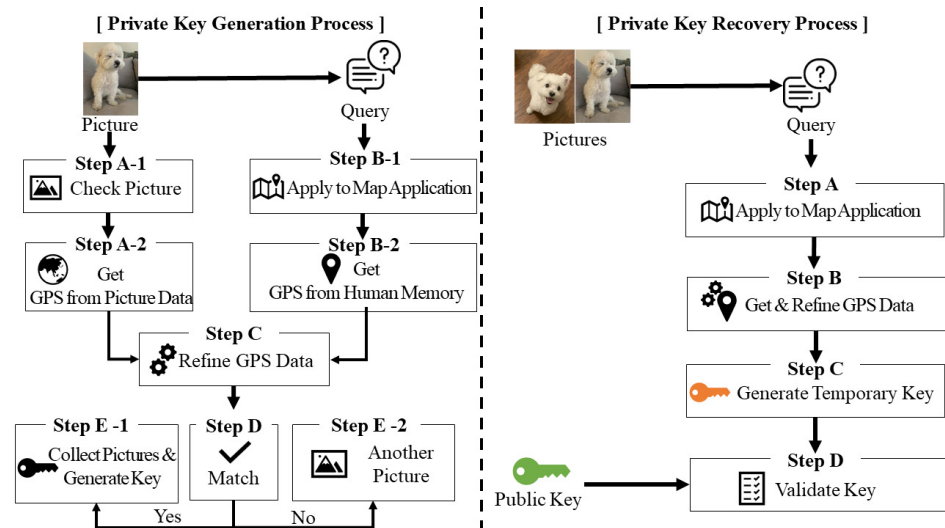 [ Private Key Generation Process ]
Picture
Query
Step A-1
Check Picture
Step B-1
Apply to Map Application
Step A-2
Get
GPS from Picture Data
Step B-2
Get
GPS from Human Memory
Step C
Refine GPS Data
Step E -1
Collect Pictures &
Generate Key
Step D
Match
Step E -2
Another
Picture
Yes
No
[ Private Key Recovery Process ]
Pictures
Query
Step A
Apply to Map Application
Step B
Get & Refine GPS Data
Step C
Generate Temporary Key
Step D
Validate Key
Public Key